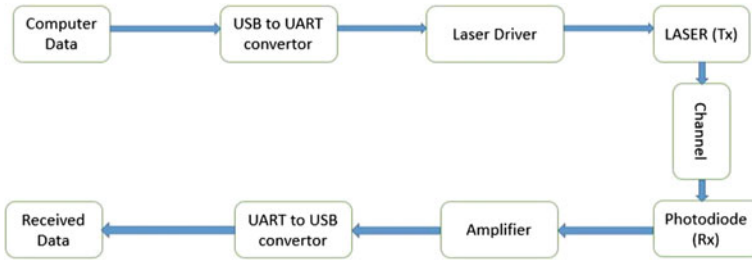 Computer
Data
USB to UART
convertor
Laser Driver
LASER (Tx)
Channel
Photodiode
(Rx)
Amplifier
UART to USB
convertor
Received
Data